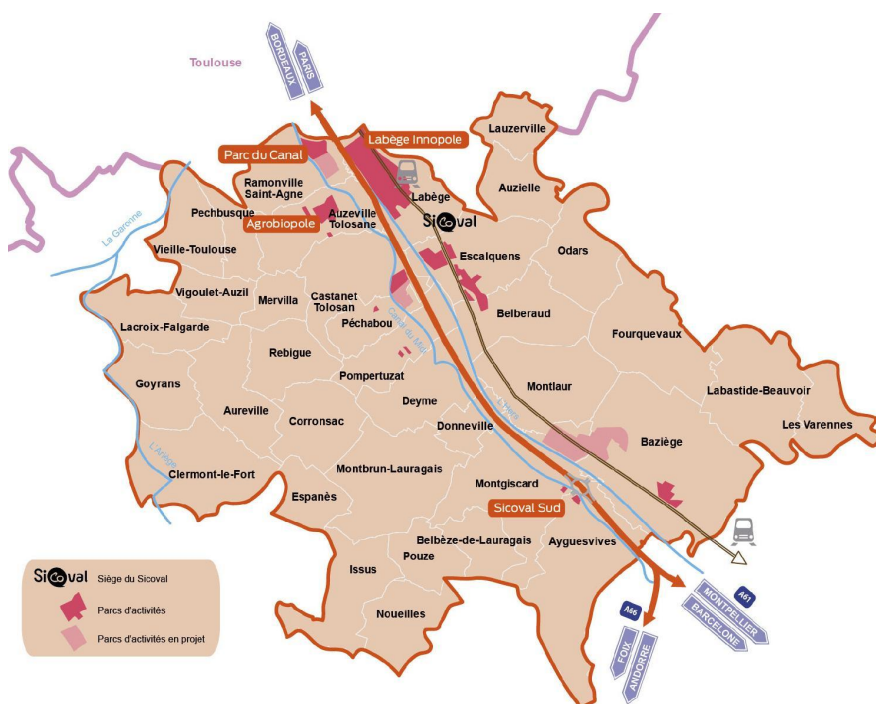 Toulouse
BORDEAUX
PARIS
Lauzerville
Parc du Canal
Labège Innopole
Ramonville
Saint-Agne
Auzielle
Labège
La Garonne
Pechbusque
Agrobiopole
Auzeville
Tolosane
Sicoval
Vieille-Toulouse
Escalquens
Odars
Vigoulet-Auzil
Mervilla
Castanet
Tolosan
Belberaud
Lacroix-Falgarde
Péchabou
Canal du Midi
Fourquevaux
Rebigue
Goyrans
Pompertuzat
Montlaur
Labastide-Beauvoir
Aureville
Corronsac
Deyme
L'Hers
Donneville
Baziège
Les Varennes
L'Ariège
Clermont-le-Fort
Montbrun-Lauragais
Espanès
Montgiscard
Sicoval Sud
Belbèze-de-Lauragais
Ayguesvives
Pouze
Issus
Noueilles
A61
MONTPELLIER
BARCELONE
A66
FOIX
ANDORRE
Sicoval
Siège du Sicoval
Parcs d'activités
Parcs d'activités en projet